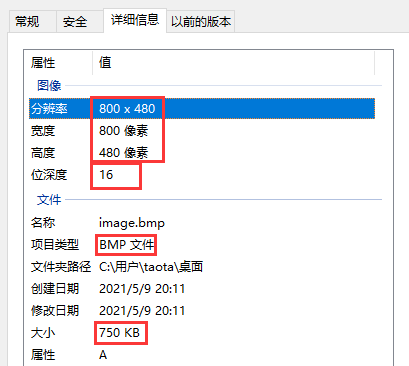 常规 安全 详细信息 以前的版本
属性 值
图像
分辨率 800 x 480
宽度 800 像素
高度 480 像素
位深度 16
文件
名称 image.bmp
项目类型 BMP 文件
文件夹路径 C:\用户\taota\桌面
创建日期 2021/5/9 20:11
修改日期 2021/5/9 20:11
大小 750 KB
属性 A